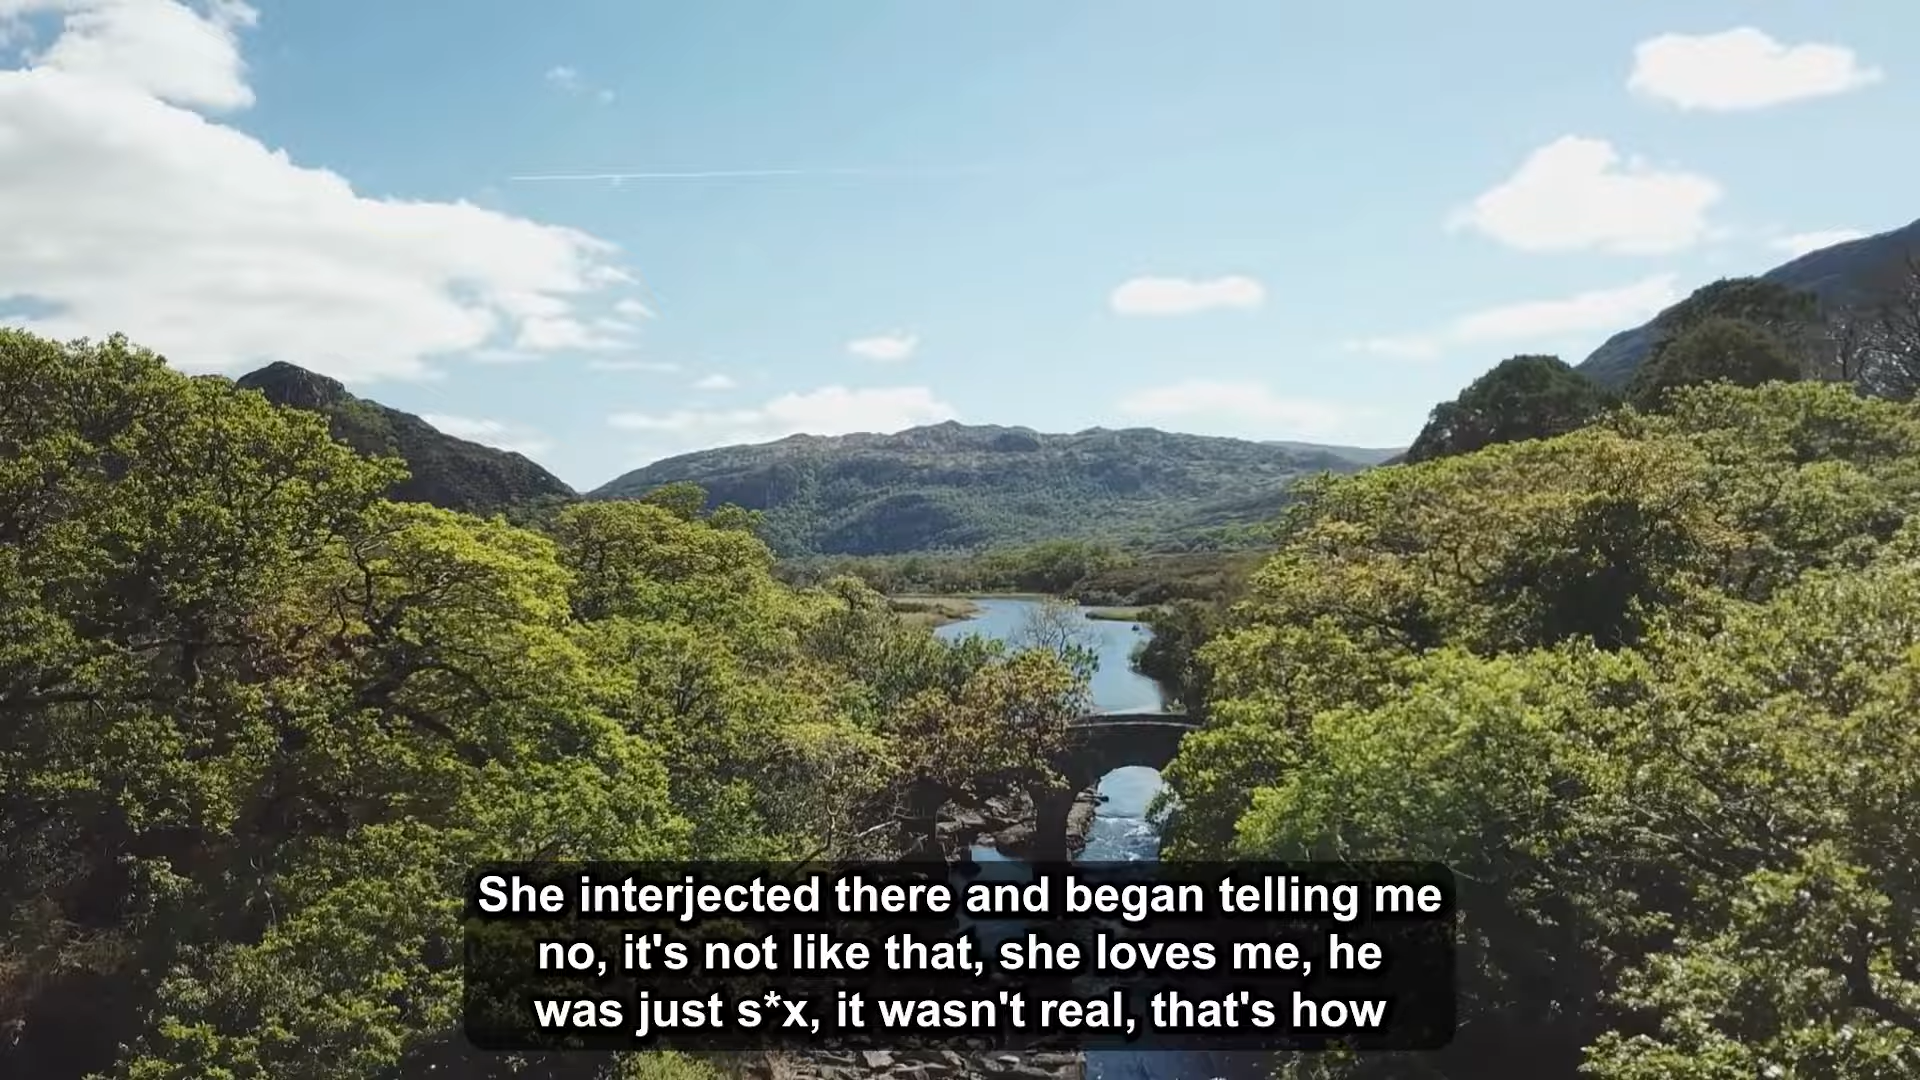 She interjected there and began telling me
no, it's not like that, she loves me, he
was just s*x, it wasn't real, that's how